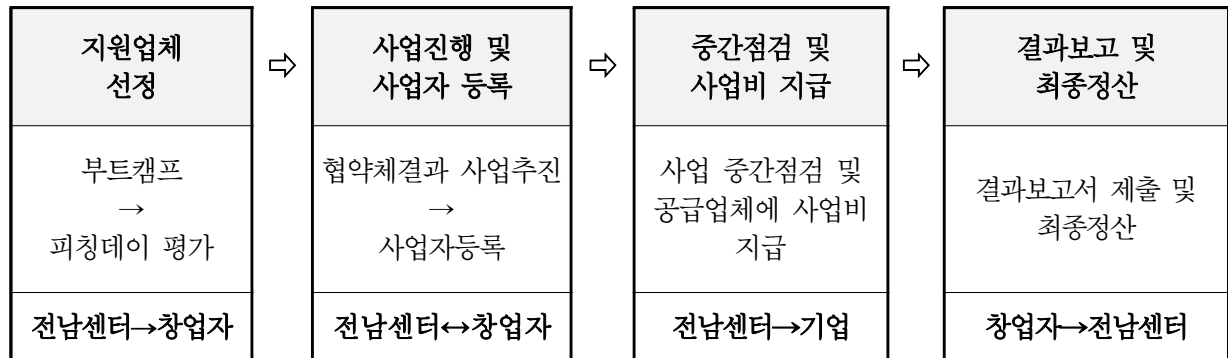 지원업체
선정
⇨
사업진행 및
사업자 등록
⇨
중간점검 및
사업비 지급
⇨
결과보고 및
최종정산
부트캠프
→
피칭데이 평가
협약체결과 사업추진
→
사업자등록
사업 중간점검 및
공급업체에 사업비
지급
결과보고서 제출 및
최종정산
전남센터→창업자
전남센터↔창업자
전남센터→기업
창업자→전남센터